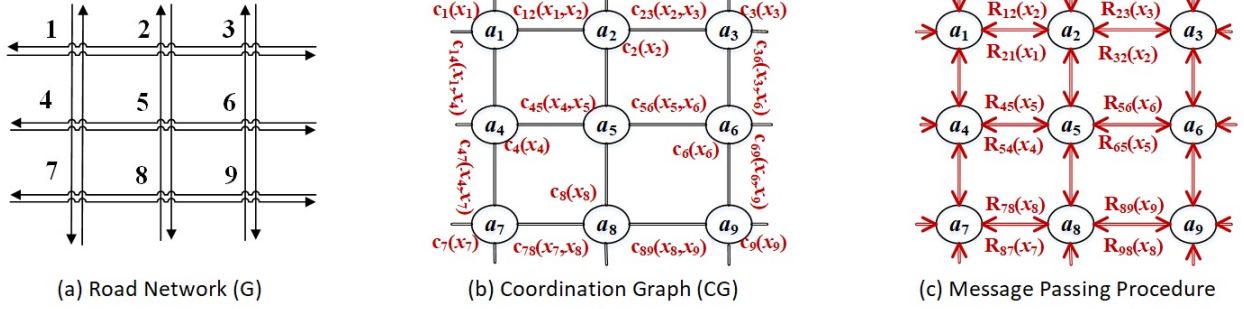 1 2 3
4 5 6
7 8 9
(a) Road Network (G)
c1(x1) c12(x1,x2) c23(x2,x3) c3(x3)
a1 a2 a3
c2(x2)
c14(x1,x4) c36(x3,x6)
c45(x4,x5) c56(x5,x6)
a4 a5 a6
c4(x4) c6(x6)
c47(x4,x7) c69(x6,x9)
c8(x8)
a7 a8 a9
c7(x7) c78(x7,x8) c89(x8,x9) c9(x9)
(b) Coordination Graph (CG)
R12(x2) R23(x3)
a1 a2 a3
R21(x1) R32(x2)
R45(x5) R56(x6)
a4 a5 a6
R54(x4) R65(x5)
R78(x8) R89(x9)
a7 a8 a9
R87(x7) R98(x8)
(c) Message Passing Procedure